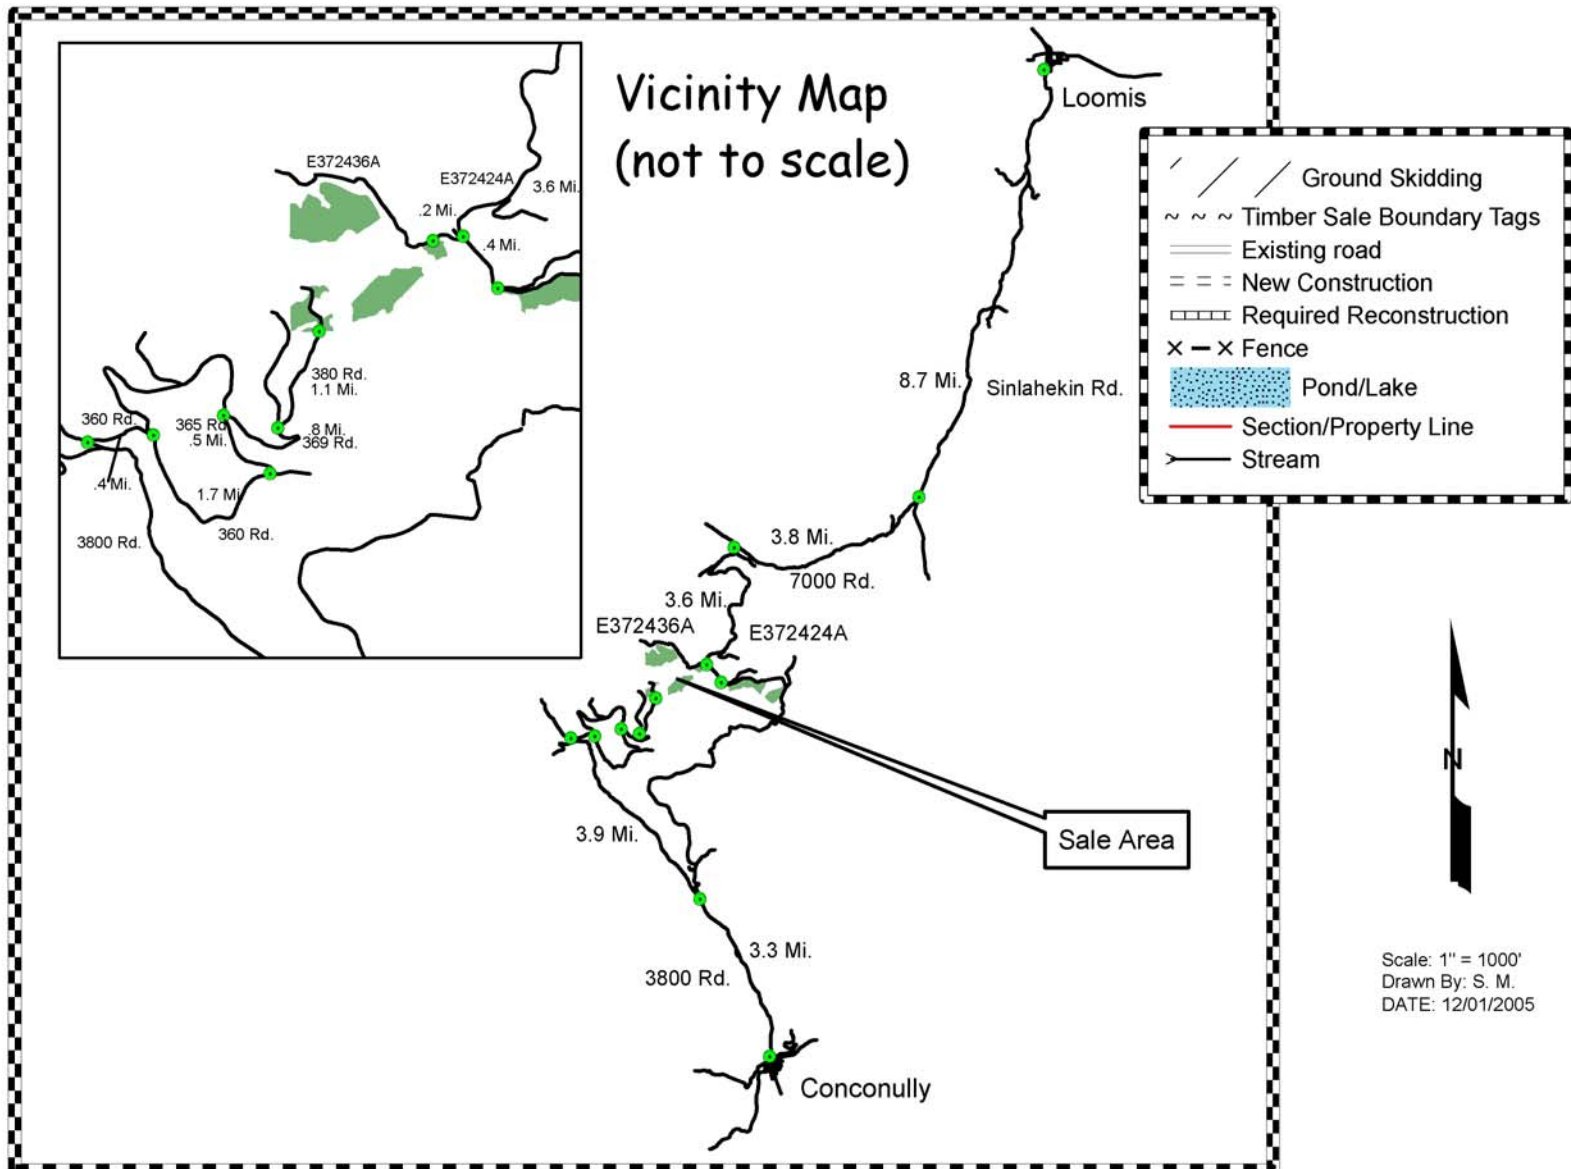 Vicinity Map
(not to scale)
E372436A
E372424A
3.6 Mi.
.2 Mi.
.4 Mi.
380 Rd.
1.1 Mi.
360 Rd.
365 Rd
.5 Mi.
.8 Mi.
369 Rd.
.4 Mi.
1.7 Mi
360 Rd.
3800 Rd.
Loomis
8.7 Mi.
Sinlahekin Rd.
3.8 Mi.
7000 Rd.
3.6 Mi.
E372436A
E372424A
3.9 Mi.
Sale Area
3.3 Mi.
3800 Rd.
Conconully
Ground Skidding
Timber Sale Boundary Tags
Existing road
New Construction
Required Reconstruction
Fence
Pond/Lake
Section/Property Line
Stream
N
Scale: 1" = 1000'
Drawn By: S. M.
DATE: 12/01/2005